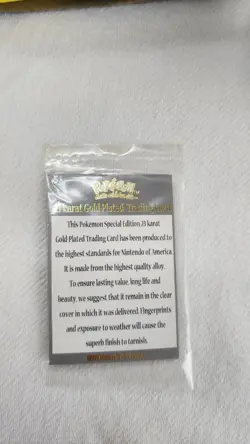 Pokémon
23 karat Gold Plated Trading
This Pokemon Special Edition 23 karat
Gold Plated Trading Card has been produced to
the highest standards for Nintendo of America.
It is made from the highest quality alloy.
To ensure lasting value, long life and
beauty, we suggest that it remain in the clear
cover in which it was delivered. Fingerprints
and exposure to weather will cause the
superb finish to tarnish.